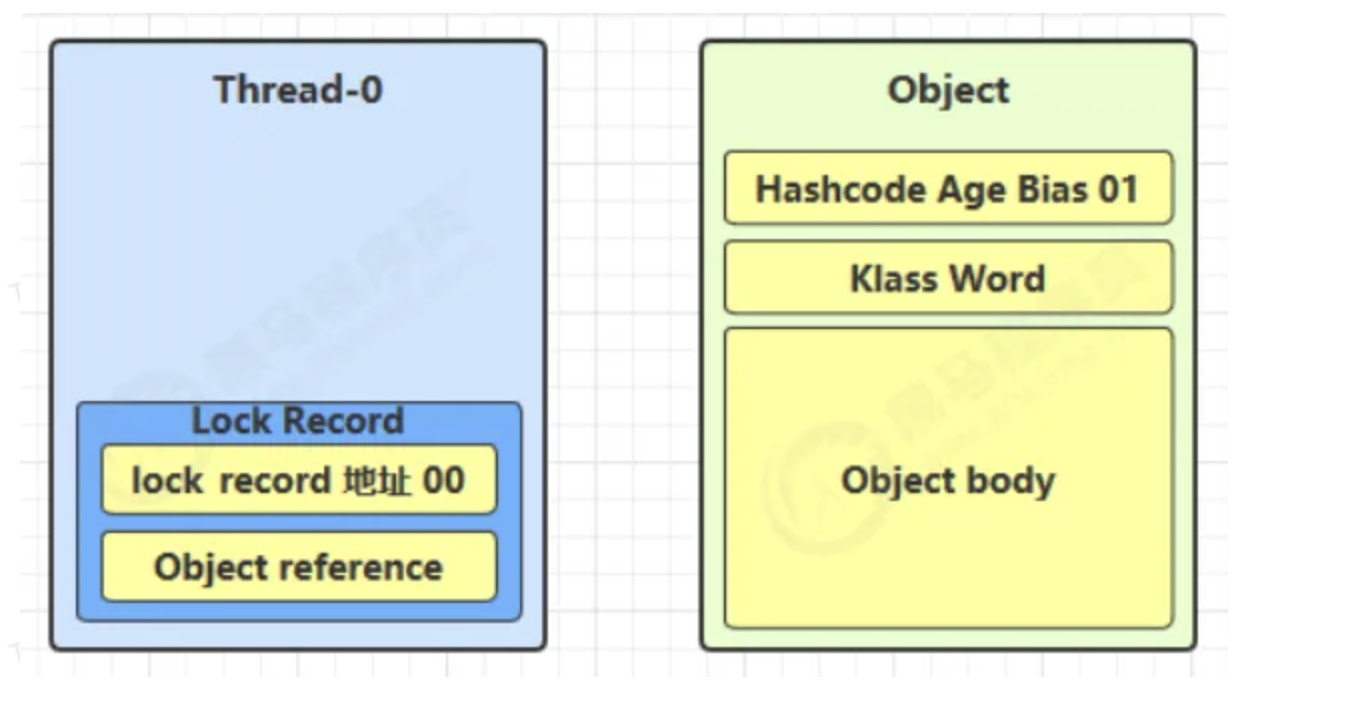 Thread-0
Lock Record
lock record 地址 00
Object reference
Object
Hashcode Age Bias 01
Klass Word
Object body